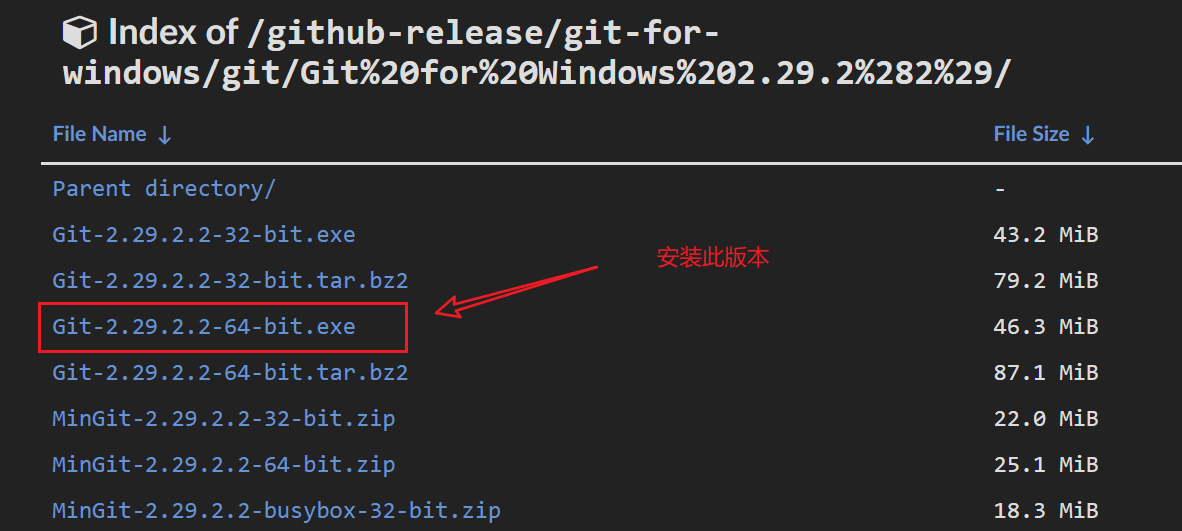 Index of /github-release/git-for-
windows/git/Git%20for%20Windows%202.29.2%282%29/
File Name ↓ File Size ↓
Parent directory/ -
Git-2.29.2.2-32-bit.exe 43.2 MiB
安装此版本
Git-2.29.2.2-32-bit.tar.bz2 79.2 MiB
Git-2.29.2.2-64-bit.exe 46.3 MiB
Git-2.29.2.2-64-bit.tar.bz2 87.1 MiB
MinGit-2.29.2.2-32-bit.zip 22.0 MiB
MinGit-2.29.2.2-64-bit.zip 25.1 MiB
MinGit-2.29.2.2-busybox-32-bit.zip 18.3 MiB